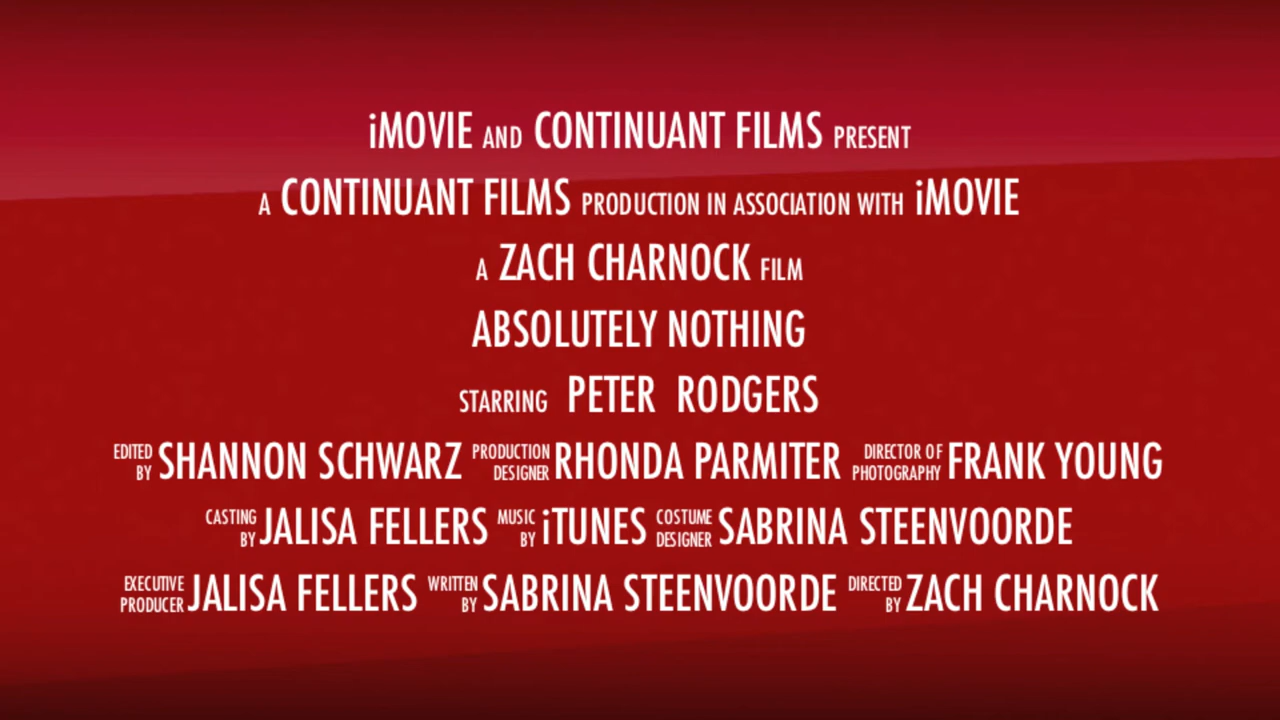 iMOVIE AND CONTINUANT FILMS PRESENT
A CONTINUANT FILMS PRODUCTION IN ASSOCIATION WITH iMOVIE
A ZACH CHARNOCK FILM
ABSOLUTELY NOTHING
STARRING PETER RODGERS
EDITED BY SHANNON SCHWARZ PRODUCTION DESIGNER RHONDA PARMITER DIRECTOR OF PHOTOGRAPHY FRANK YOUNG
CASTING BY JALISA FELLERS MUSIC BY iTUNES COSTUME DESIGNER SABRINA STEENVOORDE
EXECUTIVE PRODUCER JALISA FELLERS WRITTEN BY SABRINA STEENVOORDE DIRECTED BY ZACH CHARNOCK